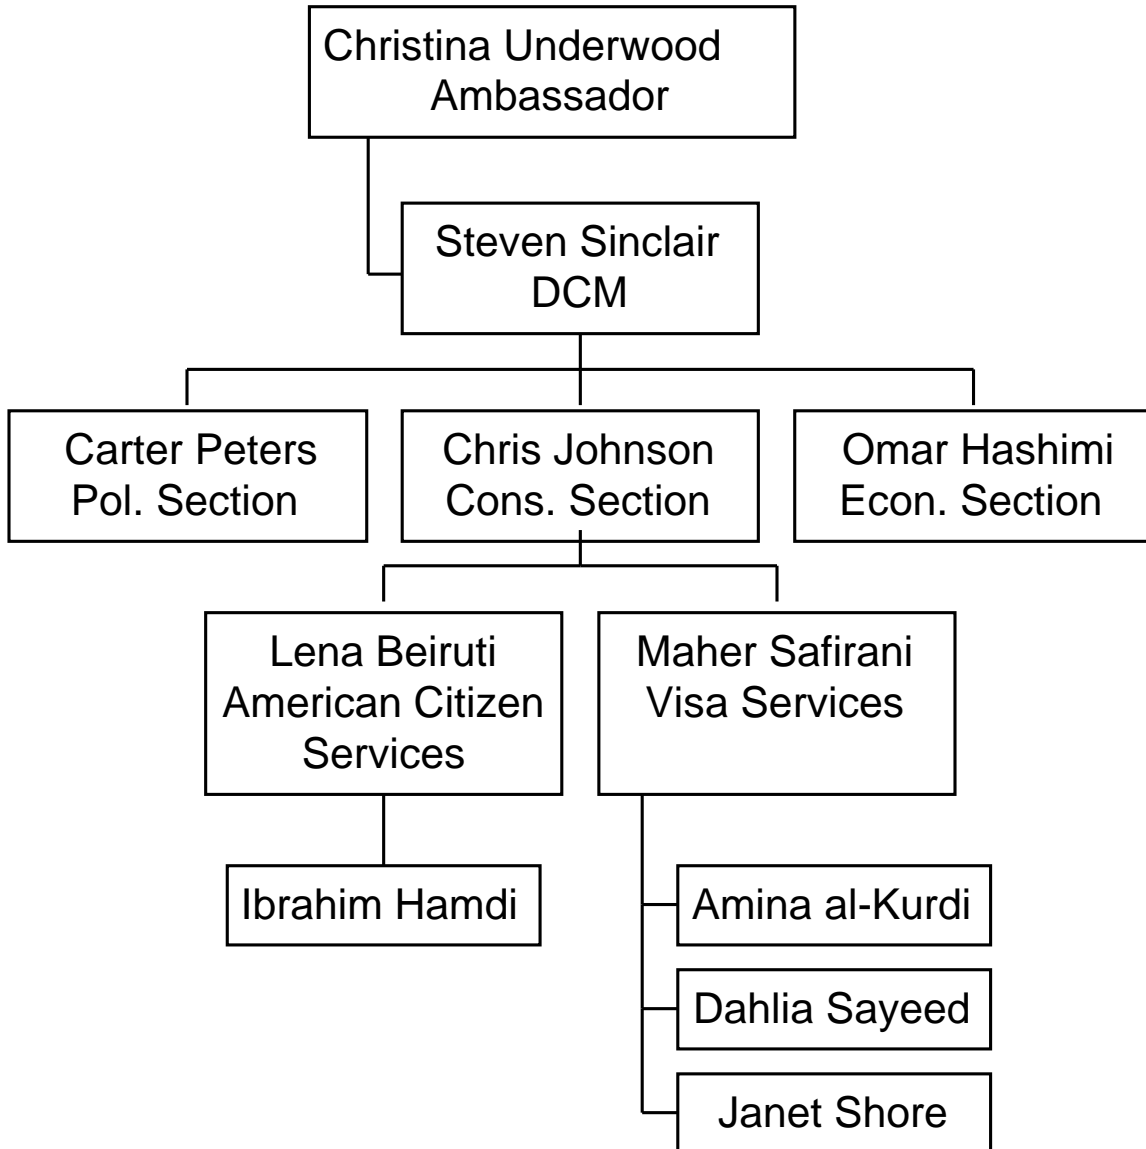 Christina Underwood
Ambassador
Steven Sinclair
DCM
Carter Peters
Pol. Section
Chris Johnson
Cons. Section
Omar Hashimi
Econ. Section
Lena Beiruti
American Citizen
Services
Maher Safirani
Visa Services
Ibrahim Hamdi
Amina al-Kurdi
Dahlia Sayeed
Janet Shore